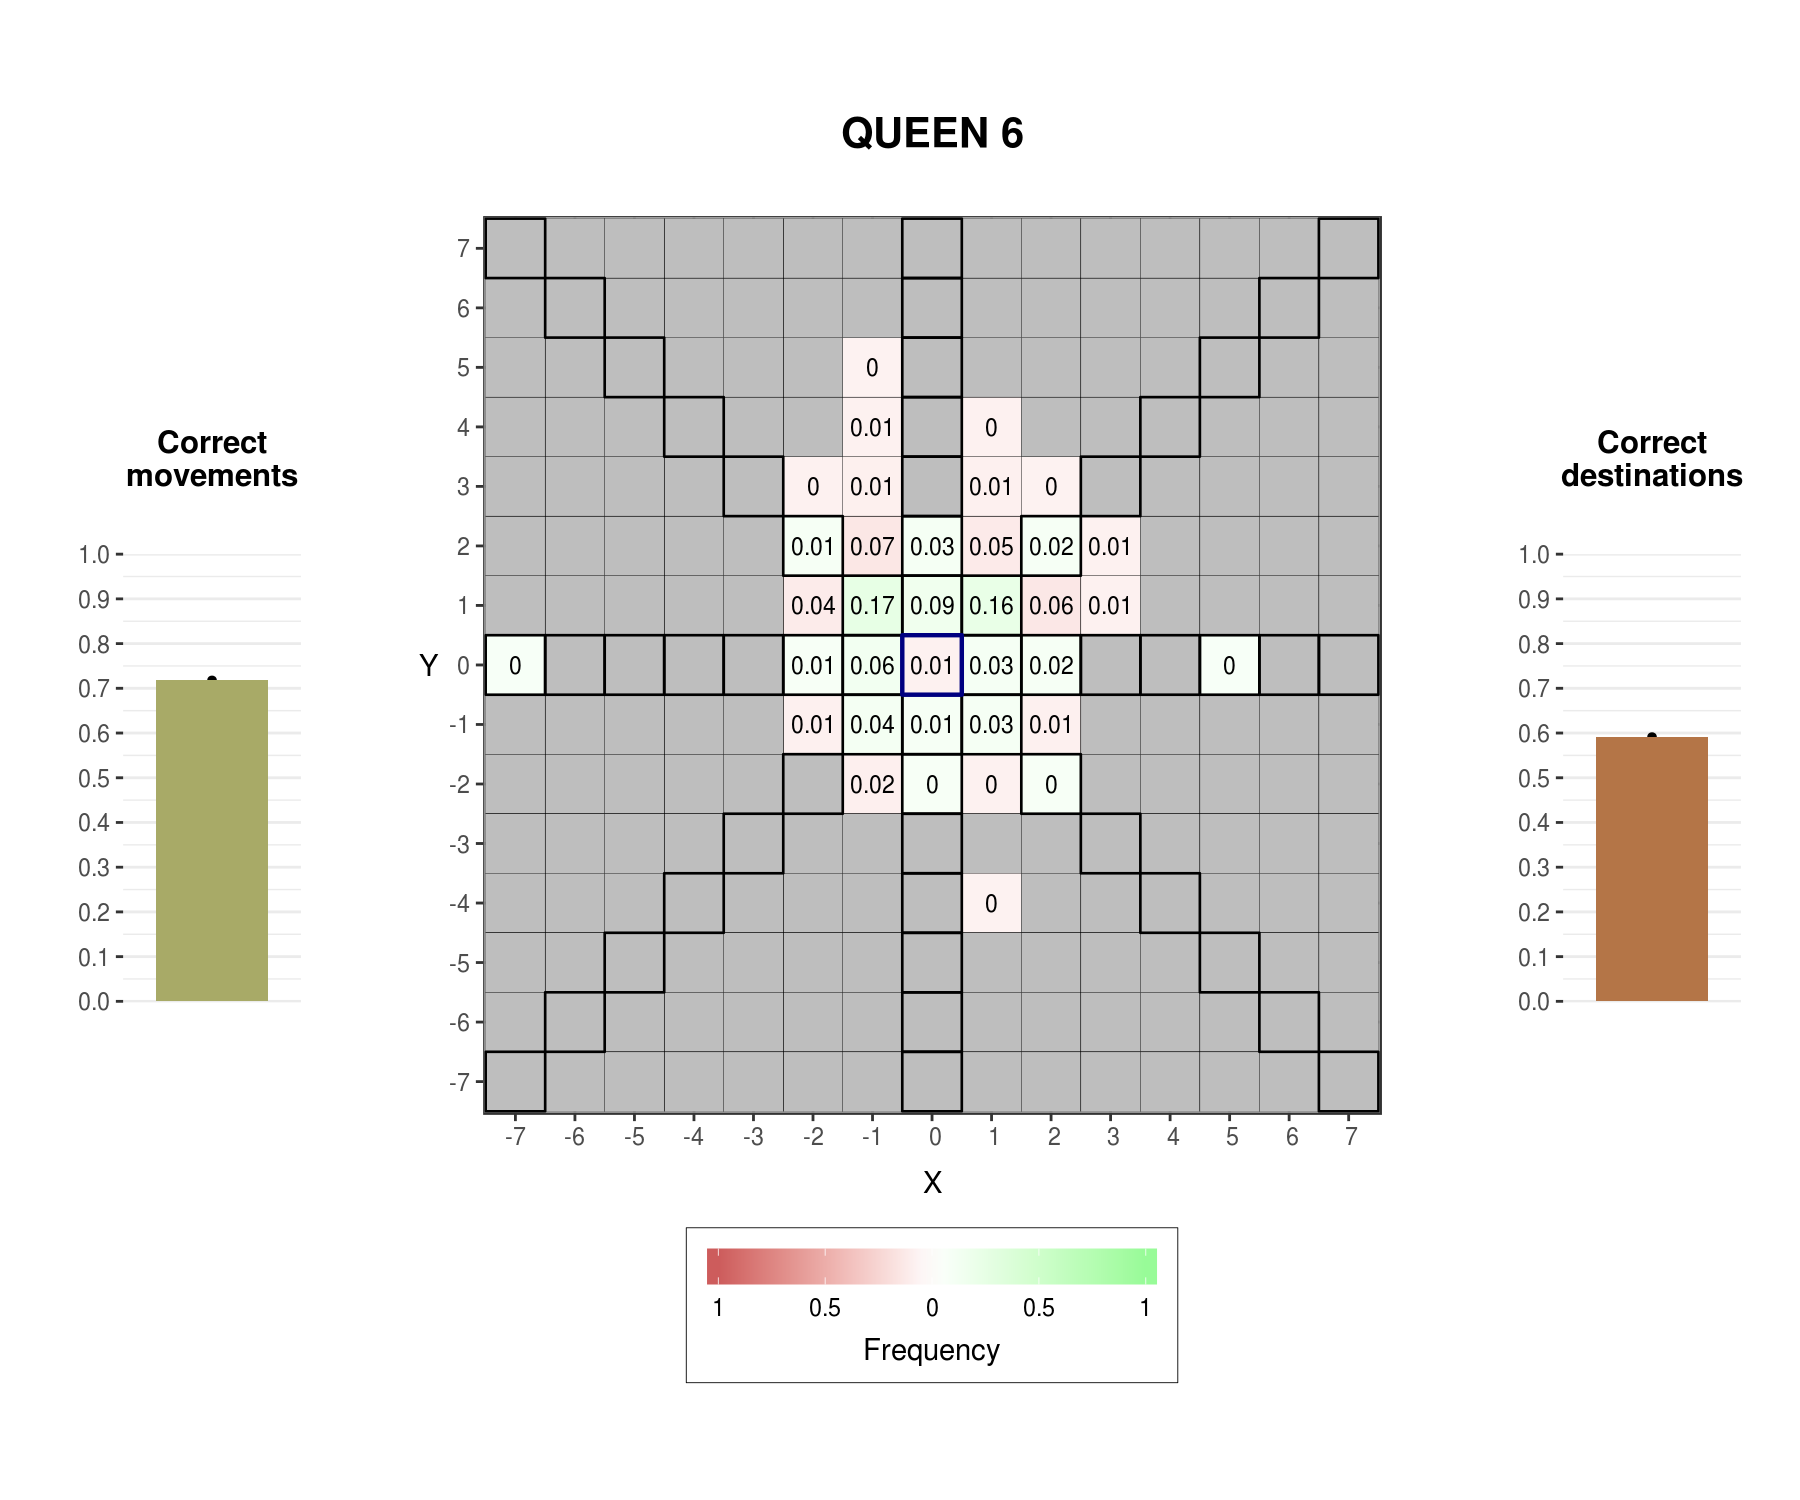 QUEEN 6
Correct
movements
1.0
0.9
0.8
0.7
0.6
0.5
0.4
0.3
0.2
0.1
0.0
Y
7
6
5
4
3
2
1
0
-1
-2
-3
-4
-5
-6
-7
0
0.01 0
0 0.01 0.01 0
0.01 0.07 0.03 0.05 0.02 0.01
0.04 0.17 0.09 0.16 0.06 0.01
0 0.01 0.06 0.01 0.03 0.02 0
0.01 0.04 0.01 0.03 0.01
0.02 0 0 0
0
-7 -6 -5 -4 -3 -2 -1 0 1 2 3 4 5 6 7
X
1 0.5 0 0.5 1
Frequency
Correct
destinations
1.0
0.9
0.8
0.7
0.6
0.5
0.4
0.3
0.2
0.1
0.0